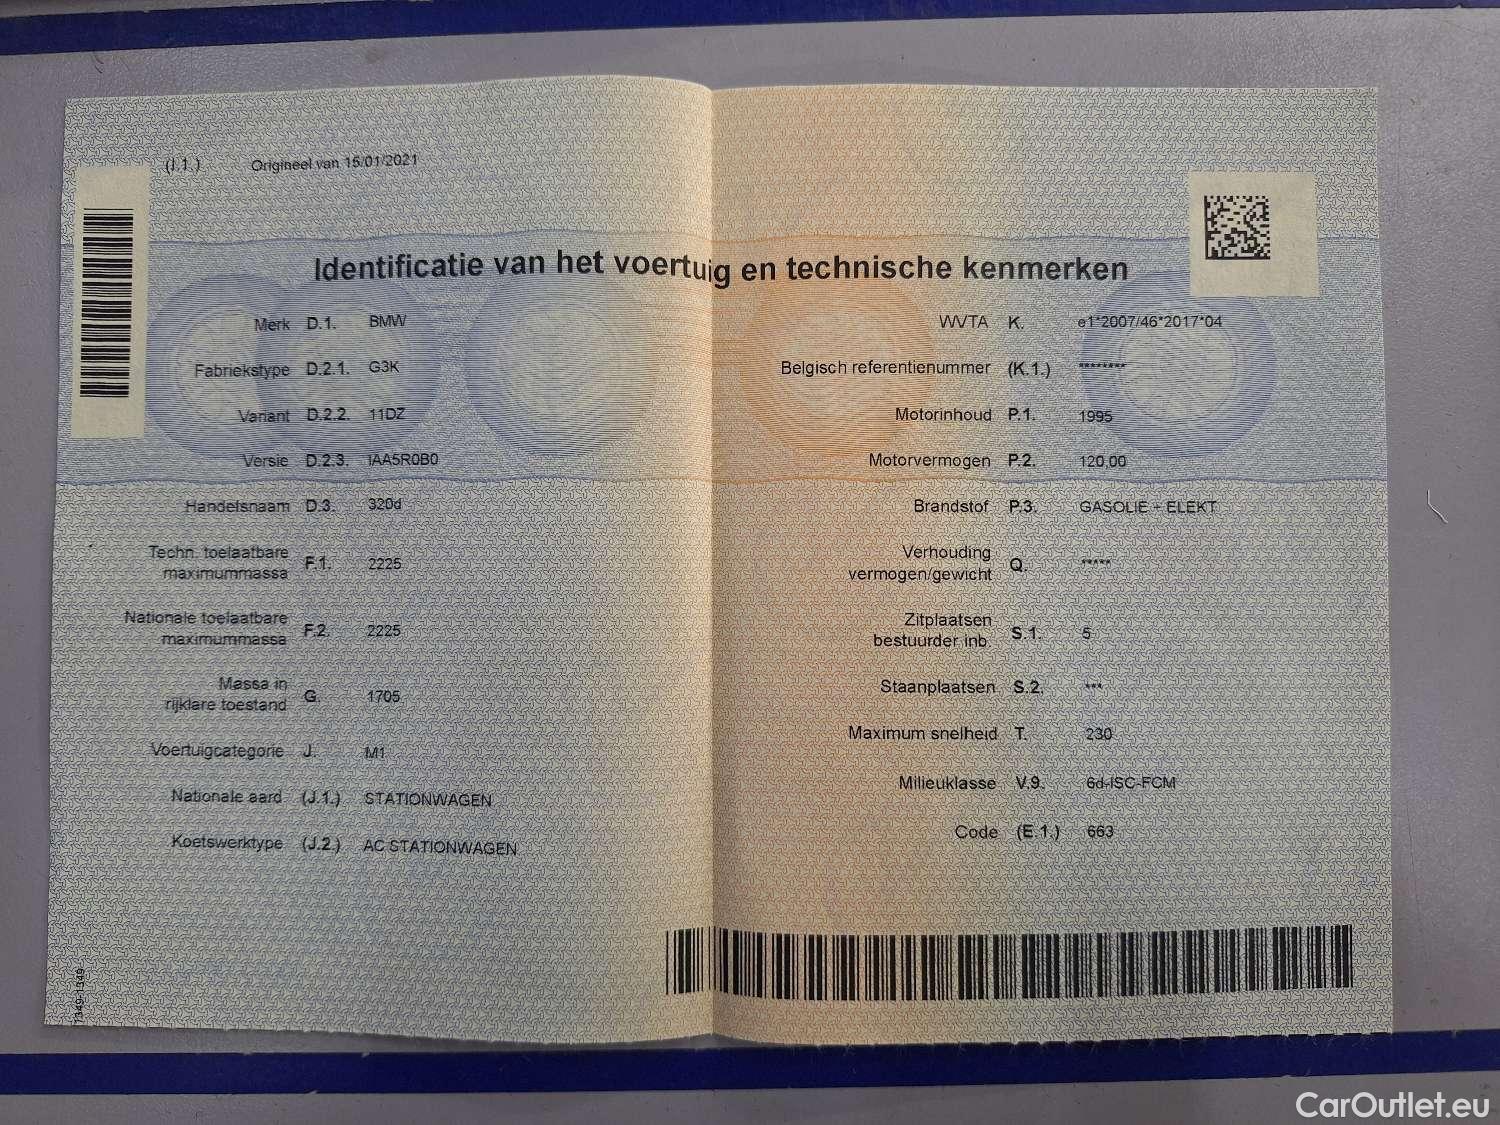 (I.1.) Origineel van 15/01/2021
Identificatie van het voertuig en technische kenmerken
Merk D.1. BMW
Fabriekstype D.2.1. G3K
Variant D.2.2. 11DZ
Versie D.2.3. IAA5R0B0
Handelsnaam D.3. 320d
Techn. toelaatbare
maximummassa F.1. 2225
Nationale toelaatbare
maximummassa F.2. 2225
Massa in
rijklare toestand G. 1705
Voertuigcategorie J. M1
Nationale aard (J.1.) STATIONWAGEN
Koetswerktype (J.2.) AC STATIONWAGEN
7349-1349
WVTA K. e1*2007/46*2017*04
Belgisch referentienummer (K.1.) ********
Motorinhoud P.1. 1995
Motorvermogen P.2. 120,00
Brandstof P.3. GASOLIE + ELEKT
Verhouding
vermogen/gewicht Q. *****
Zitplaatsen
bestuurder inb. S.1. 5
Staanplaatsen S.2. ***
Maximum snelheid T. 230
Milieuklasse V.9. 6d-ISC-FCM
Code (E.1.) 663
CarOutlet.eu